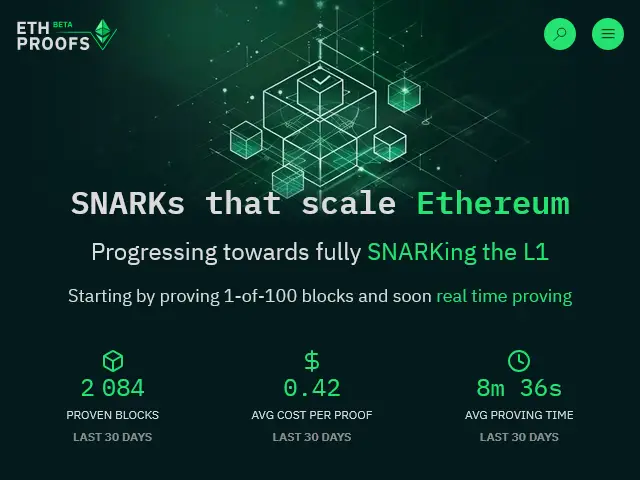 ETH BETA
PROOFS
SNARKs that scale Ethereum
Progressing towards fully SNARKing the L1
Starting by proving 1-of-100 blocks and soon real time proving
2 084
PROVEN BLOCKS
LAST 30 DAYS
0.42
AVG COST PER PROOF
LAST 30 DAYS
8m 36s
AVG PROVING TIME
LAST 30 DAYS